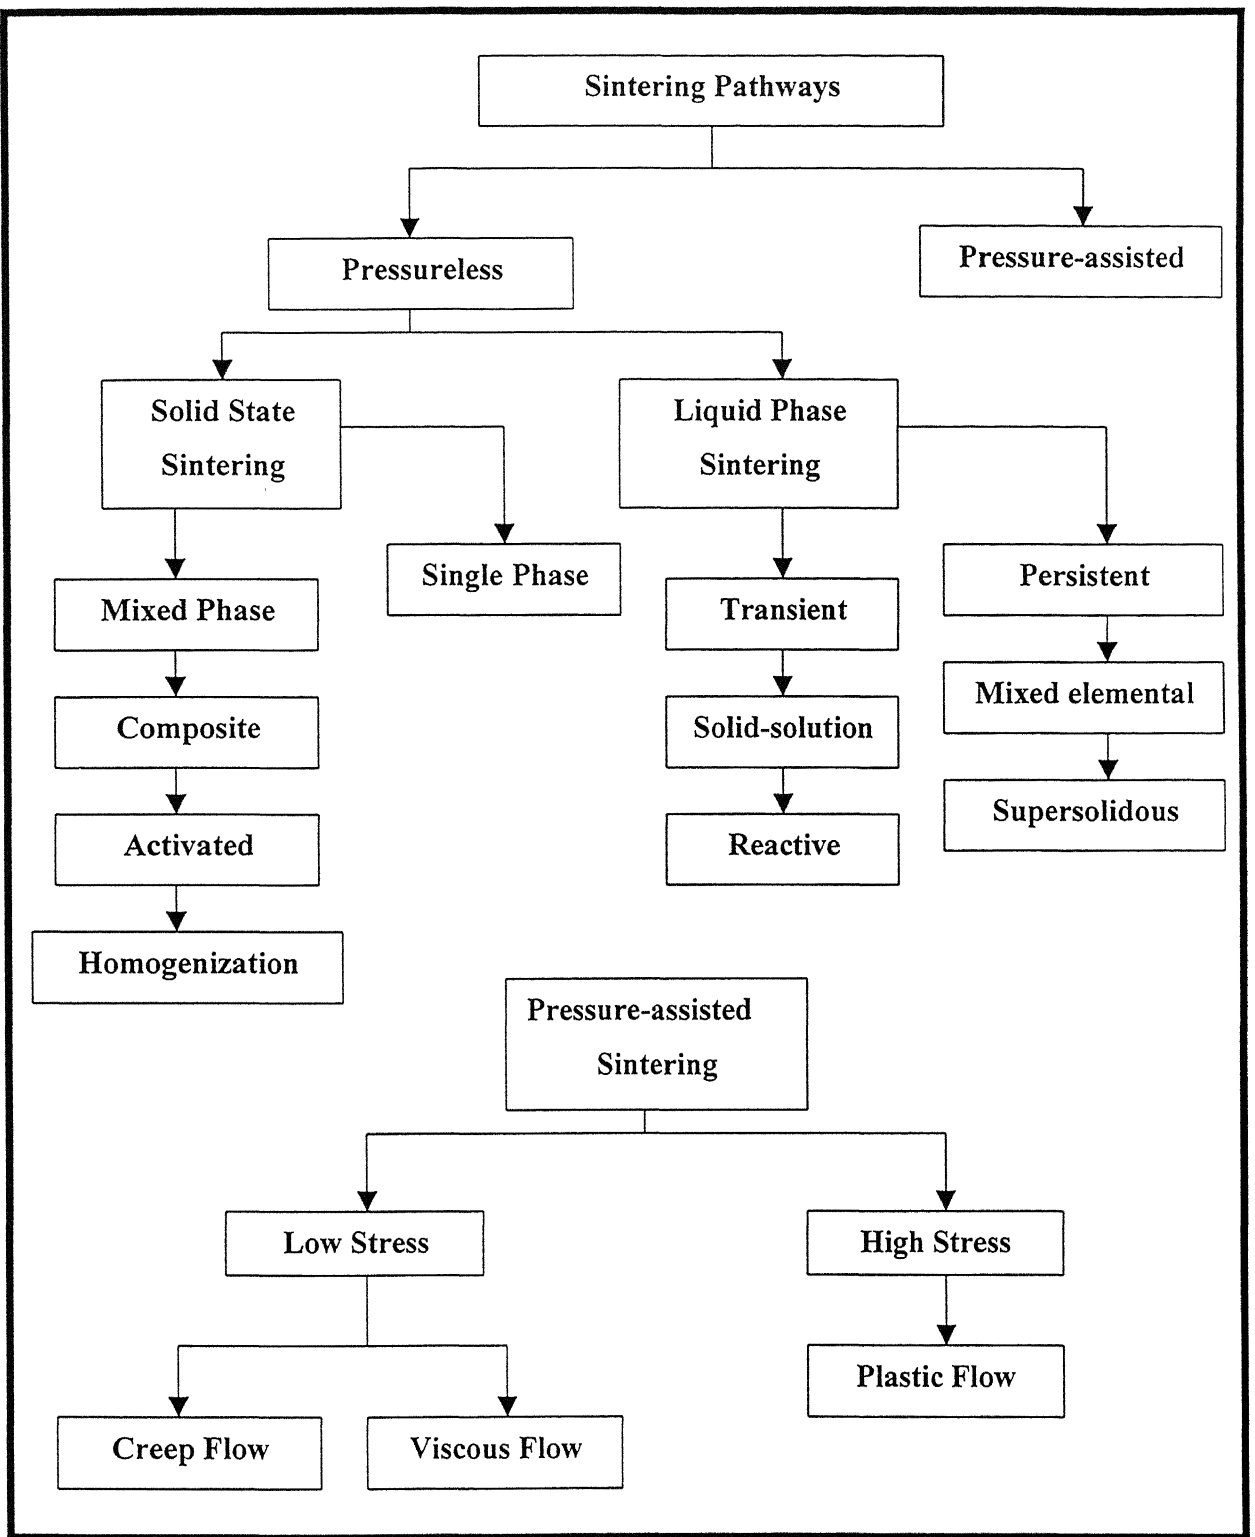 Sintering Pathways
Pressureless
Pressure-assisted
Solid State
Sintering
Liquid Phase
Sintering
Single Phase
Persistent
Mixed Phase
Transient
Mixed elemental
Composite
Solid-solution
Supersolidous
Activated
Reactive
Homogenization
Pressure-assisted
Sintering
Low Stress
High Stress
Plastic Flow
Creep Flow
Viscous Flow